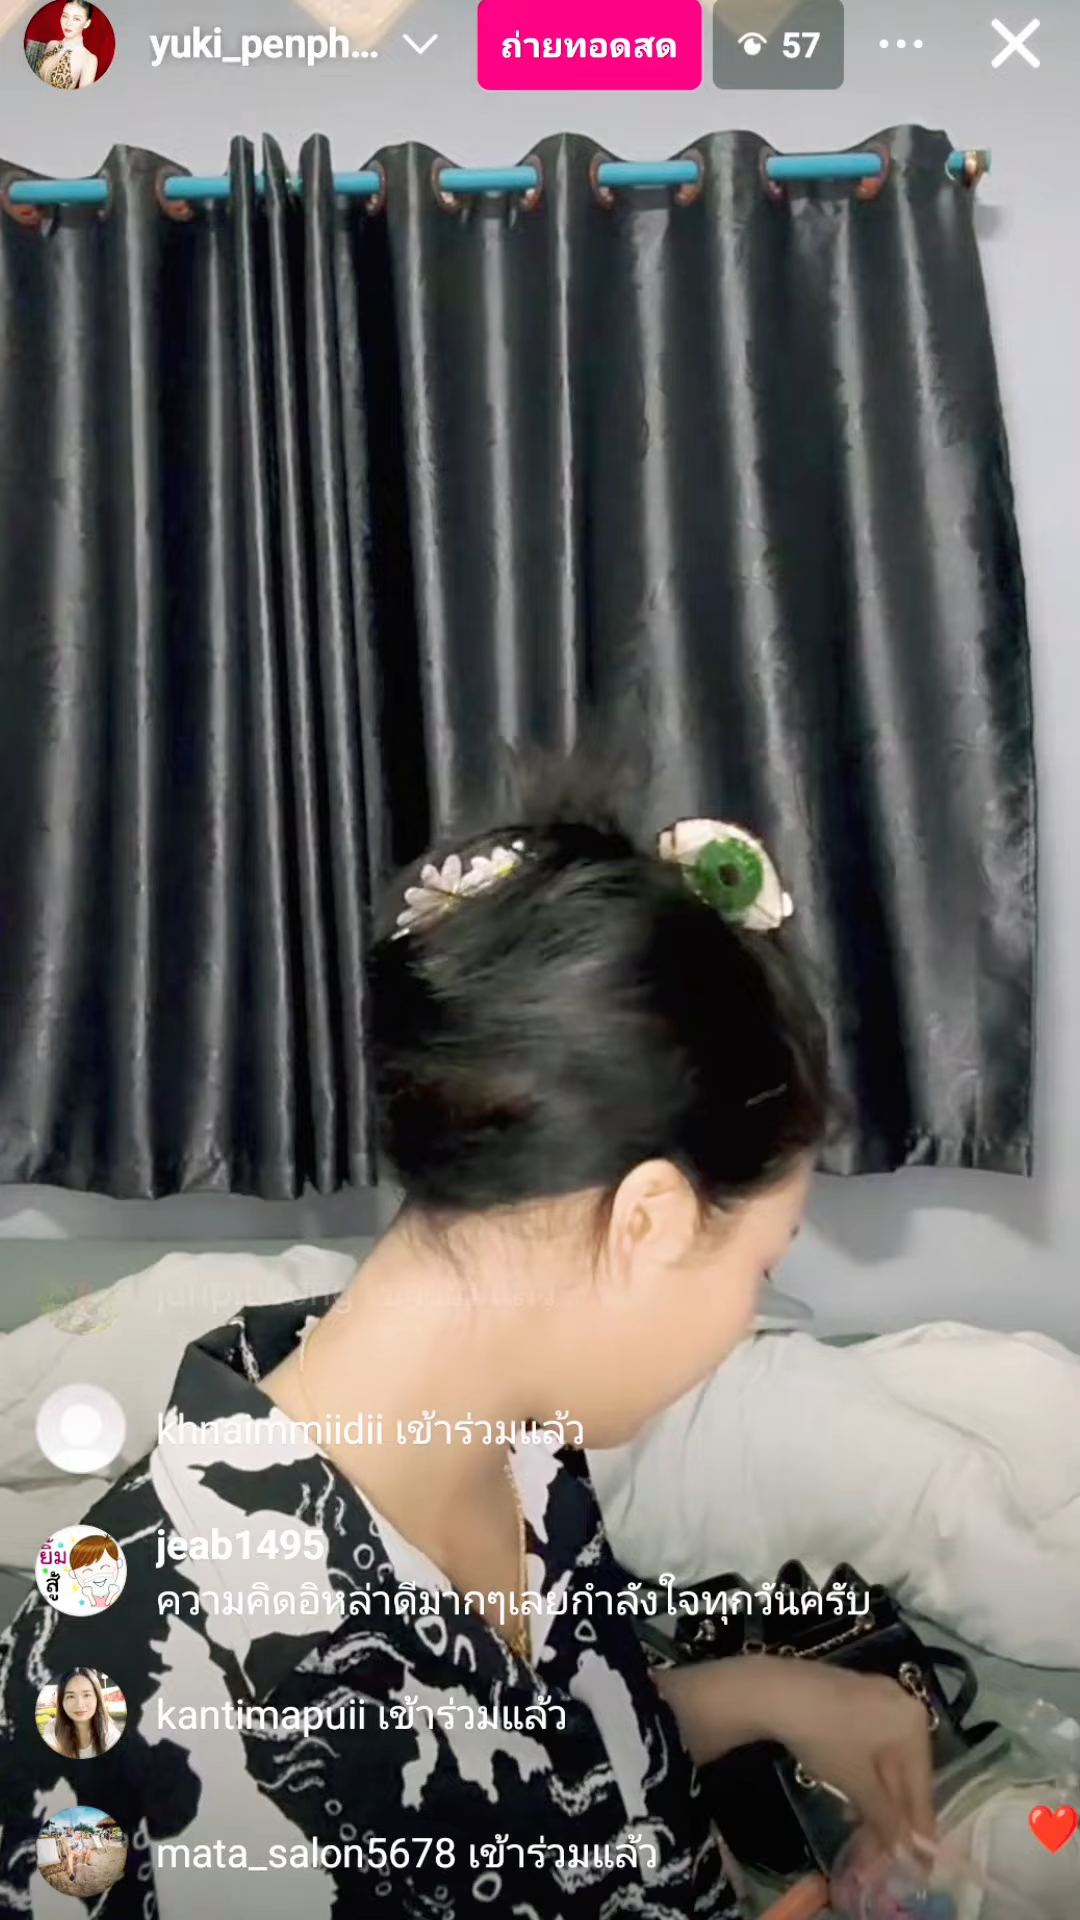 yuki_penph...
ถ่ายทอดสด
57
khnaimmiidii เข้าร่วมแล้ว
jeab1495
ความคิดอิหล่าดีมากๆเลยกำลังใจทุกวันครับ
ยิ้ม
สู้
kantimapuii เข้าร่วมแล้ว
mata_salon5678 เข้าร่วมแล้ว